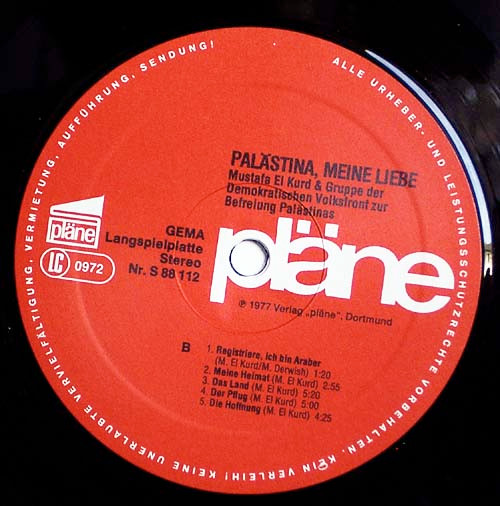 ALLE URHEBER- UND LEISTUNGSSCHUTZRECHTE VORBEHALTEN. KEIN VERLEIH! KEINE UNERLAUBTE VERVIELFÄLTIGUNG, VERMIETUNG, AUFFÜHRUNG, SENDUNG!
PALÄSTINA, MEINE LIEBE
Mustafa El Kurd & Gruppe der
Demokratischen Volksfront zur
Befreiung Palästinas
pläne
LC 0972
GEMA
Langspielplatte
Stereo
Nr. S 88 112
pläne
℗ 1977 Verlag „pläne", Dortmund
B
1. Registriere, ich bin Araber
(M. El Kurd/M. Derwish) 1:20
2. Meine Heimat (M. El Kurd) 2:55
3. Das Land (M. El Kurd) 5:20
4. Der Pflug (M. El Kurd) 5:00
5. Die Hoffnung (M. El Kurd) 4:25